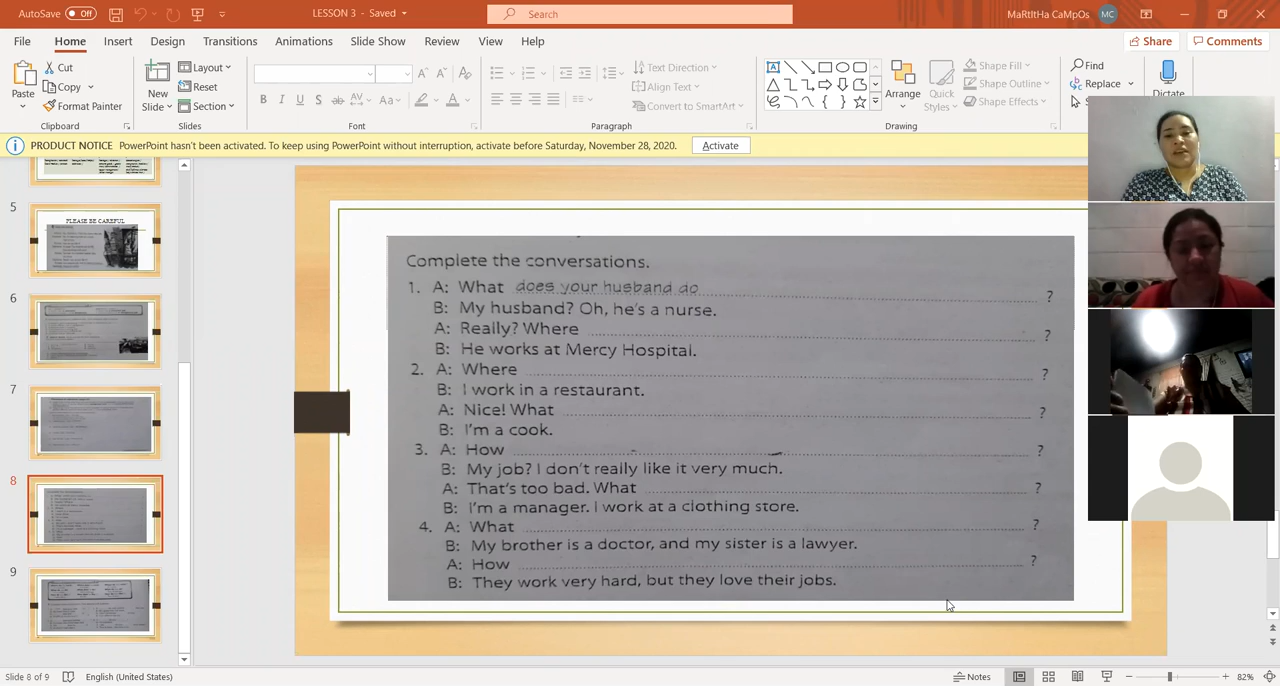 AutoSave Off LESSON 3 - Saved Search MaRtItHa CaMpOs MC
File Home Insert Design Transitions Animations Slide Show Review View Help Share Comments
Paste Cut Copy Format Painter
Clipboard
New Slide Layout Reset Section
Slides
B I U S ab AV Aa A
Font
Text Direction Align Text Convert to SmartArt
Paragraph
Arrange Quick Styles Shape Fill Shape Outline Shape Effects
Drawing
Find Replace
Dictate
PRODUCT NOTICE PowerPoint hasn't been activated. To keep using PowerPoint without interruption, activate before Saturday, November 28, 2020. Activate
5
PLEASE BE CAREFUL
6
7
8
9
Complete the conversations.
1. A: What does your husband do ?
B: My husband? Oh, he's a nurse.
A: Really? Where ?
B: He works at Mercy Hospital.
2. A: Where ?
B: I work in a restaurant.
A: Nice! What ?
B: I'm a cook.
3. A: How ?
B: My job? I don't really like it very much.
A: That's too bad. What ?
B: I'm a manager. I work at a clothing store.
4. A: What ?
B: My brother is a doctor, and my sister is a lawyer.
A: How ?
B: They work very hard, but they love their jobs.
Slide 8 of 9 English (United States) Notes 82%